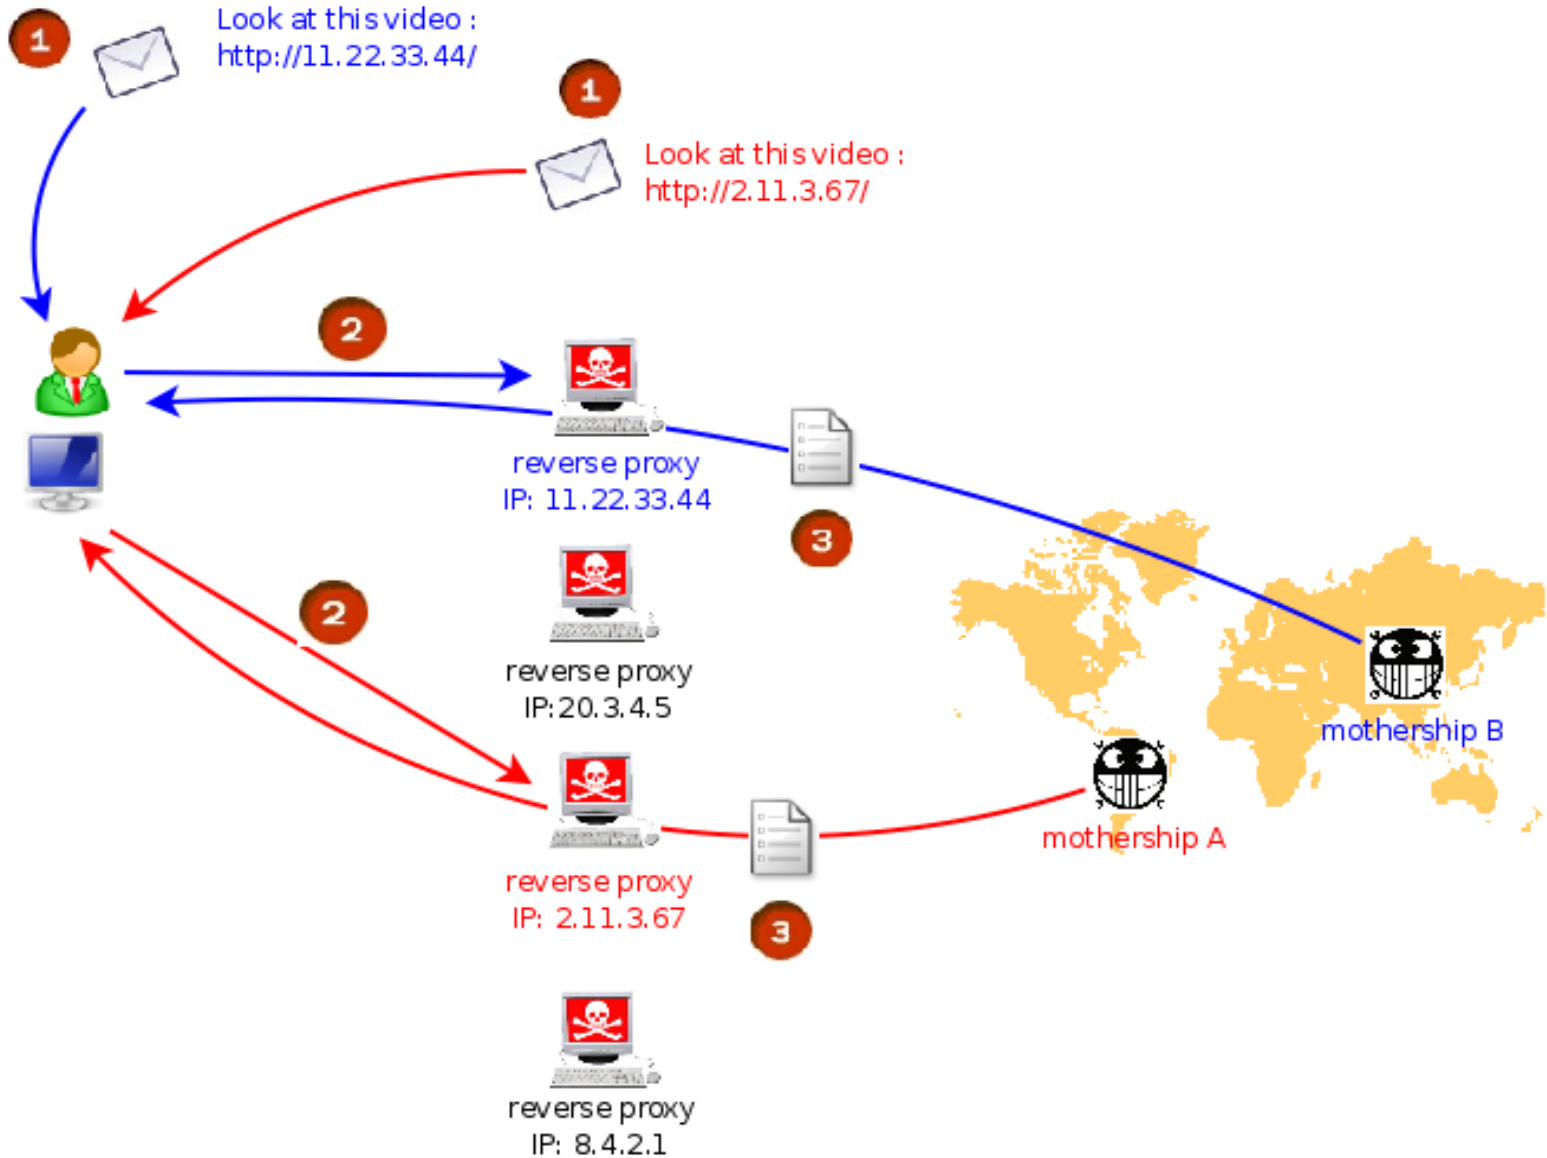 1
Look at this video :
http://11.22.33.44/
1
Look at this video :
http://2.11.3.67/
2
reverse proxy
IP: 11.22.33.44
3
2
reverse proxy
IP:20.3.4.5
mothership B
reverse proxy
IP: 2.11.3.67
mothership A
3
reverse proxy
IP: 8.4.2.1